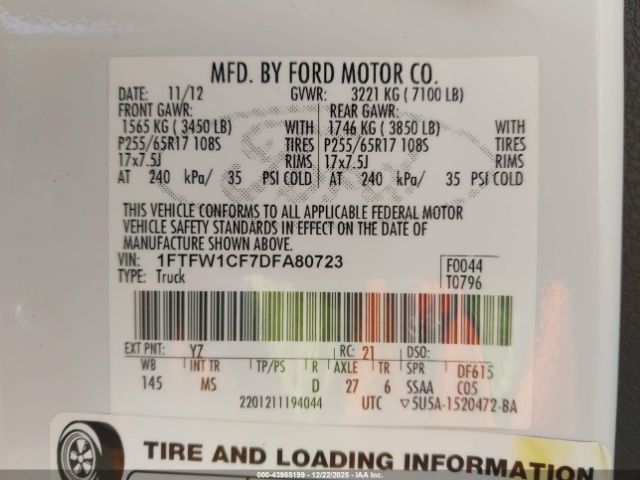 MFD. BY FORD MOTOR CO.
DATE: 11/12 GVWR: 3221 KG ( 7100 LB)
FRONT GAWR: REAR GAWR:
1565 KG ( 3450 LB) WITH 1746 KG ( 3850 LB) WITH
P255/65R17 108S TIRES P255/65R17 108S TIRES
17x7.5J RIMS 17x7.5J RIMS
AT 240 kPa/ 35 PSI COLD AT 240 kPa/ 35 PSI COLD
THIS VEHICLE CONFORMS TO ALL APPLICABLE FEDERAL MOTOR
VEHICLE SAFETY STANDARDS IN EFFECT ON THE DATE OF
MANUFACTURE SHOWN ABOVE.
VIN: 1FTFW1CF7DFA80723 F0044
TYPE: Truck T0796
EXT PNT: YZ RC: 21 DSO:
WB INT TR TP/PS R AXLE TR SPR DF615
145 MS D 27 6 SSAA C05
2201211194044 UTC ▽5U5A-1520472-BA
TIRE AND LOADING INFORMATION
000-43985199 - 12/22/2025 - IAA Inc.